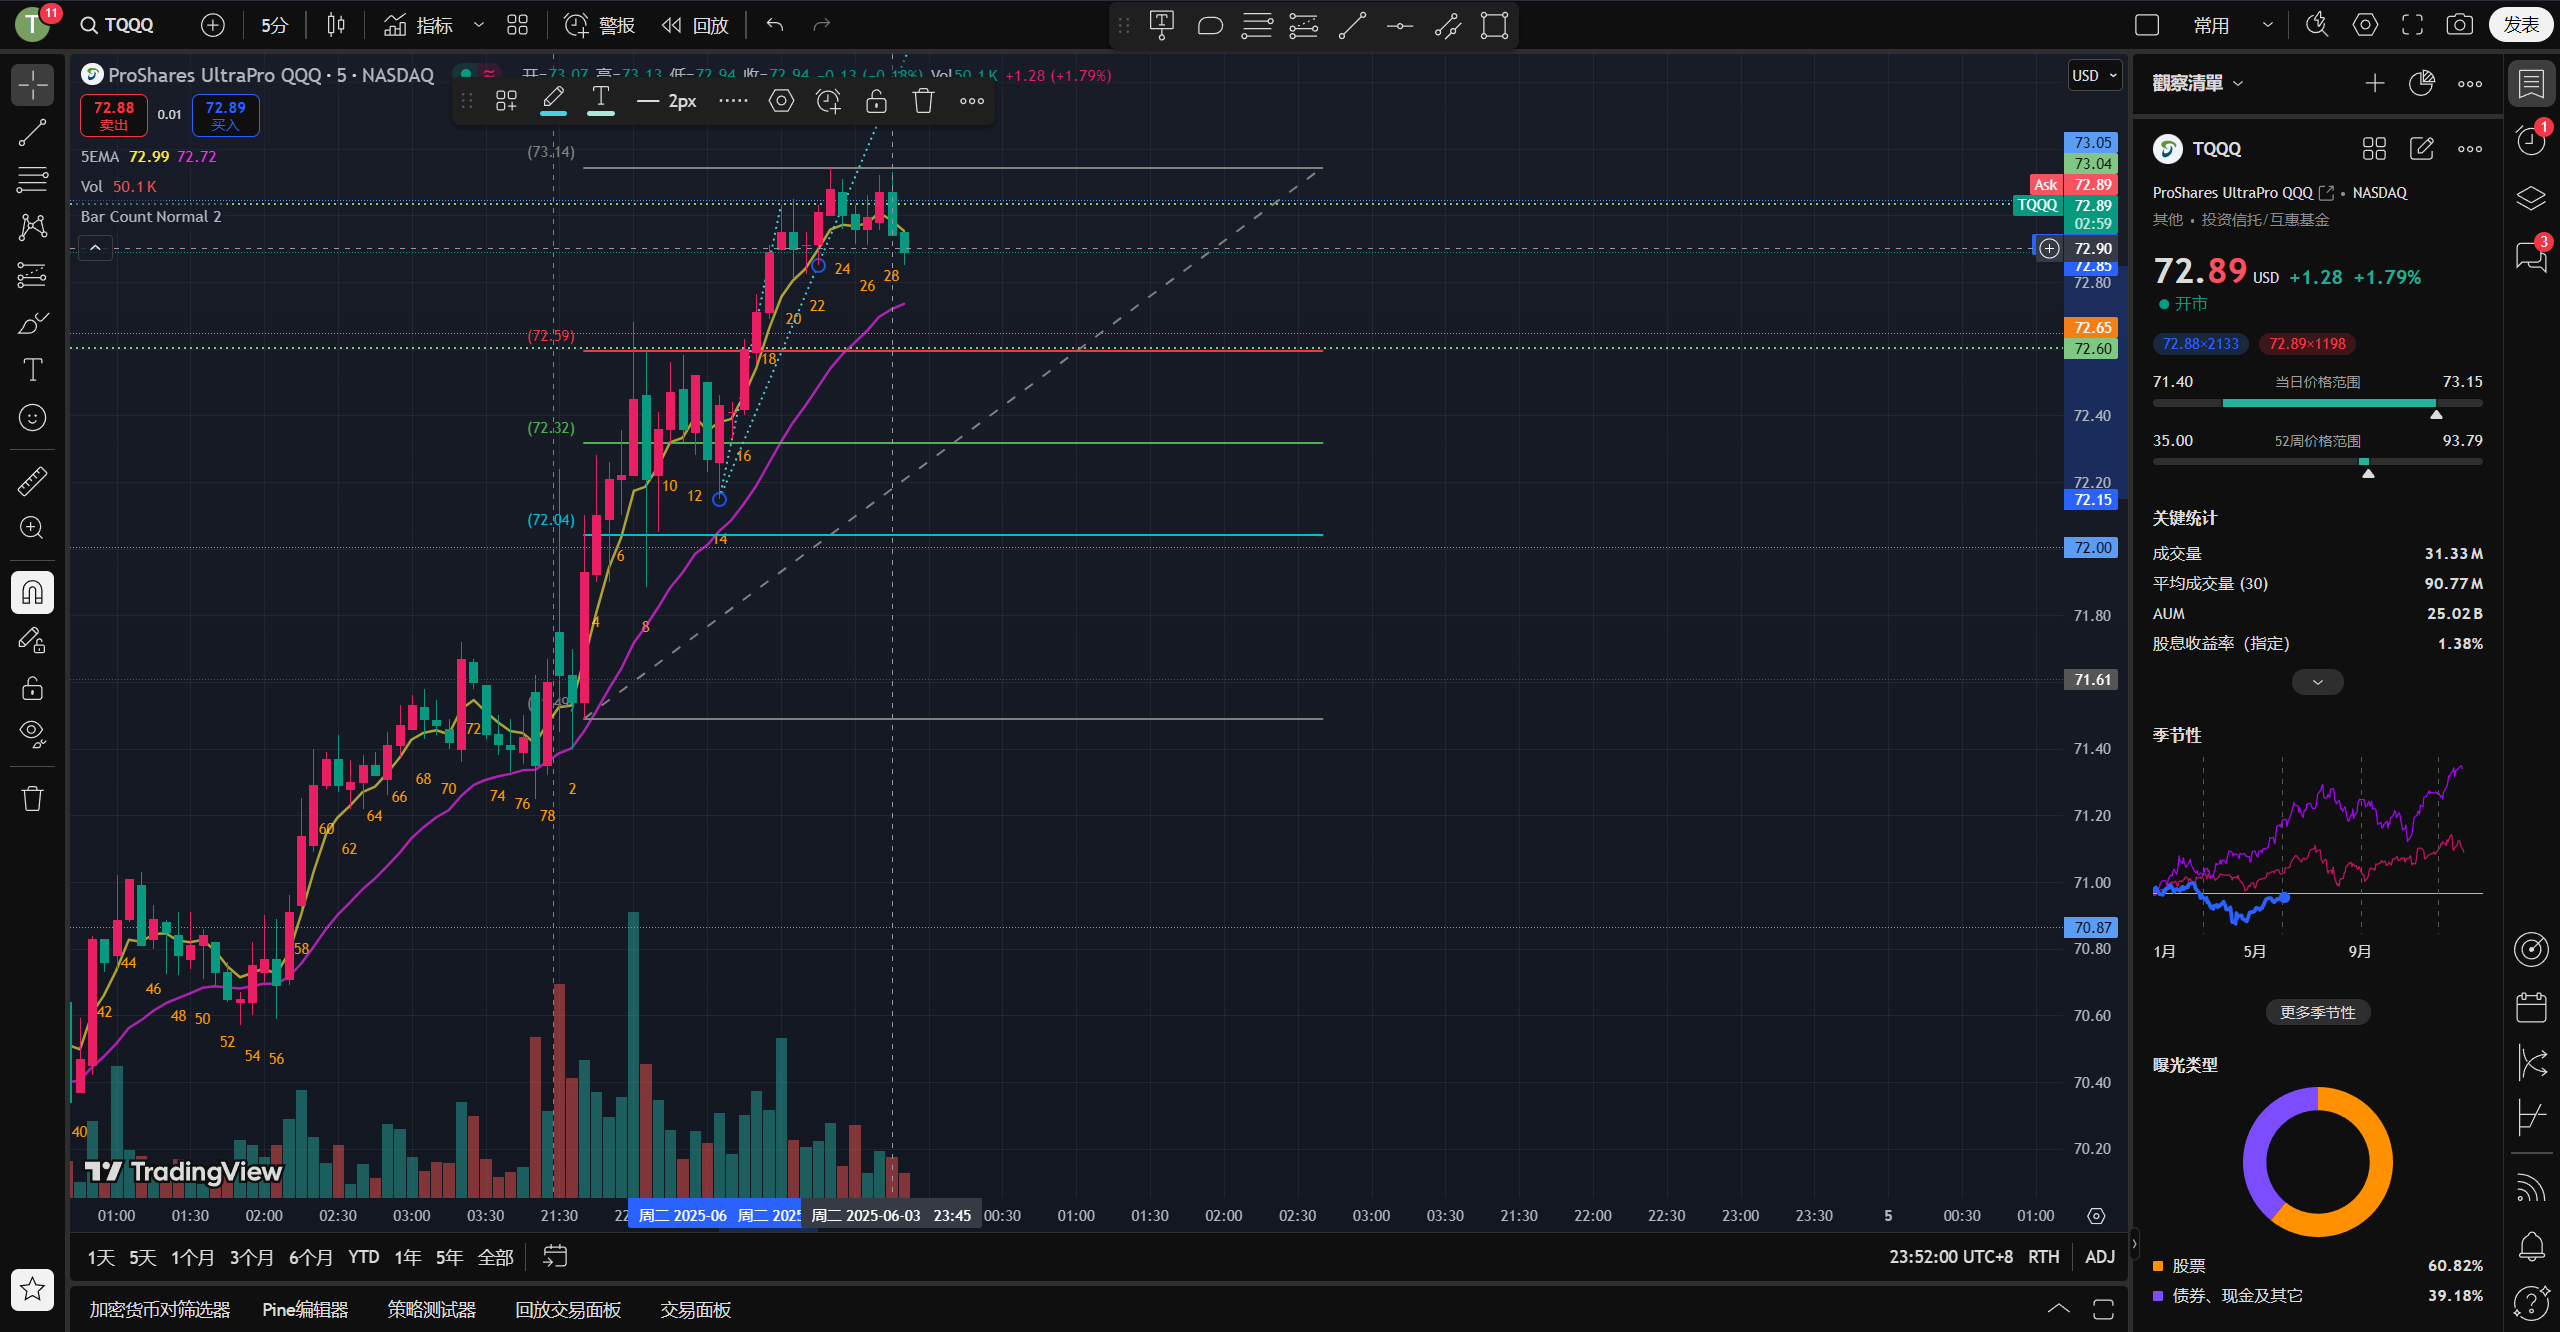 T 11 TQQQ 5分 指标 警报 回放 常用 发表
ProShares UltraPro QQQ · 5 · NASDAQ 开=73.07 高=73.13 低=72.94 收=72.94 −0.13 (−0.18%) Vol50.1 K +1.28 (+1.79%)
2px
72.88 卖出
0.01
72.89 买入
5EMA 72.99 72.72
Vol 50.1 K
Bar Count Normal 2
(73.14)
(72.59)
(72.32)
(72.04)
40
42
44
46
48
50
52
54
56
58
60
62
64
66
68
70
72
74
76
78
2
4
6
8
10
12
14
16
18
20
22
24
26
28
TradingView
USD
73.05
73.04
Ask 72.89
TQQQ 72.89
02:59
72.90
72.85
72.80
72.65
72.60
72.40
72.20
72.15
72.00
71.80
71.61
71.40
71.20
71.00
70.87
70.80
70.60
70.40
70.20
01:00 01:30 02:00 02:30 03:00 03:30 21:30 周二 2025-06 周二 2025 周二 2025-06-03 23:45 00:30 01:00 01:30 02:00 02:30 03:00 03:30 21:30 22:00 22:30 23:00 23:30 5 00:30 01:00
1天 5天 1个月 3个月 6个月 YTD 1年 5年 全部 23:52:00 UTC+8 RTH ADJ
加密货币对筛选器 Pine编辑器 策略测试器 回放交易面板 交易面板
觀察清單
TQQQ
ProShares UltraPro QQQ • NASDAQ
其他 • 投资信托/互惠基金
72.89 USD +1.28 +1.79%
开市
72.88×2133 72.89×1198
71.40 当日价格范围 73.15
35.00 52周价格范围 93.79
关键统计
成交量 31.33 M
平均成交量 (30) 90.77 M
AUM 25.02 B
股息收益率（指定） 1.38%
季节性
1月 5月 9月
更多季节性
曝光类型
股票 60.82%
债券、现金及其它 39.18%
1
3